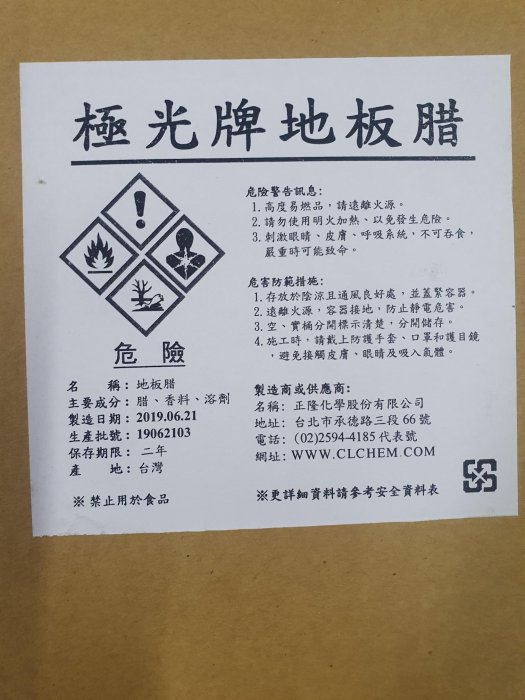 極光牌地板腊
危險
名　　稱：地板腊
主要成分：腊、香料、溶劑
製造日期：2019.06.21
生產批號：19062103
保存期限：二年
產　　地：台灣
※ 禁止用於食品
危險警告訊息：
1. 高度易燃品，請遠離火源。
2. 請勿使用明火加熱、以免發生危險。
3. 刺激眼睛、皮膚、呼吸系統，不可吞食，
嚴重時可能致命。
危害防範措施：
1. 存放於陰涼且通風良好處，並蓋緊容器。
2. 遠離火源，容器接地，防止靜電危害。
3. 空、實桶分開標示清楚，分開儲存。
4. 施工時，請戴上防護手套、口罩和護目鏡
，避免接觸皮膚、眼睛及吸入氣體。
製造商或供應商：
名稱：正隆化學股份有限公司
地址：台北市承德路三段 66 號
電話：(02)2594-4185 代表號
網址：WWW.CLCHEM.COM
※更詳細資料請參考安全資料表